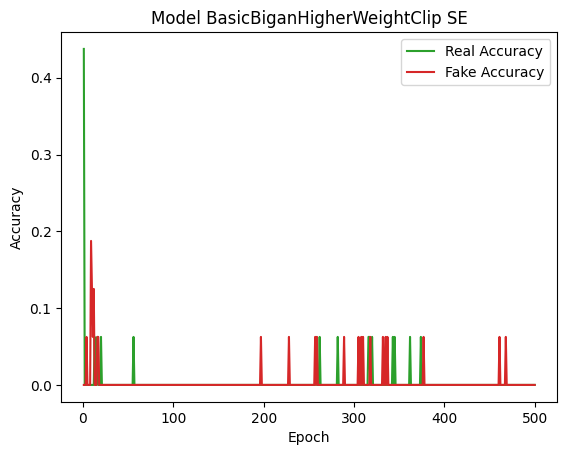 Model BasicBiganHigherWeightClip SE
Real Accuracy
Fake Accuracy
Accuracy
0.4
0.3
0.2
0.1
0.0
0 100 200 300 400 500
Epoch